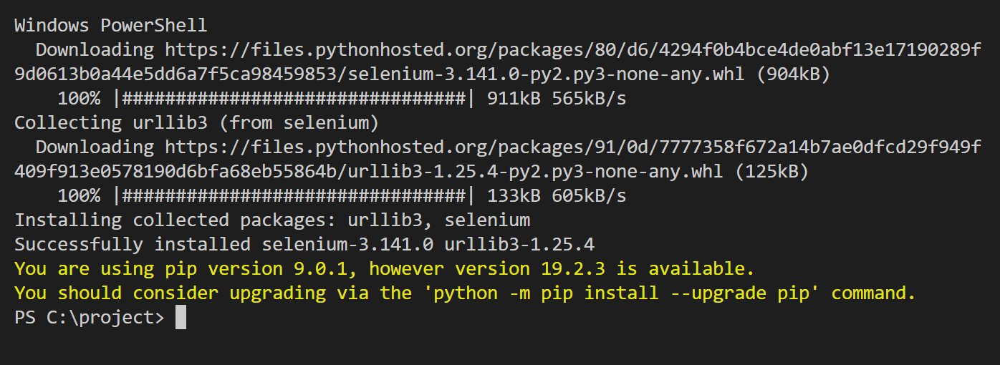 Windows PowerShell
  Downloading https://files.pythonhosted.org/packages/80/d6/4294f0b4bce4de0abf13e17190289f
9d0613b0a44e5dd6a7f5ca98459853/selenium-3.141.0-py2.py3-none-any.whl (904kB)
    100% |################################| 911kB 565kB/s
Collecting urllib3 (from selenium)
  Downloading https://files.pythonhosted.org/packages/91/0d/7777358f672a14b7ae0dfcd29f949f
409f913e0578190d6bfa68eb55864b/urllib3-1.25.4-py2.py3-none-any.whl (125kB)
    100% |################################| 133kB 605kB/s
Installing collected packages: urllib3, selenium
Successfully installed selenium-3.141.0 urllib3-1.25.4
You are using pip version 9.0.1, however version 19.2.3 is available.
You should consider upgrading via the 'python -m pip install --upgrade pip' command.
PS C:\project>